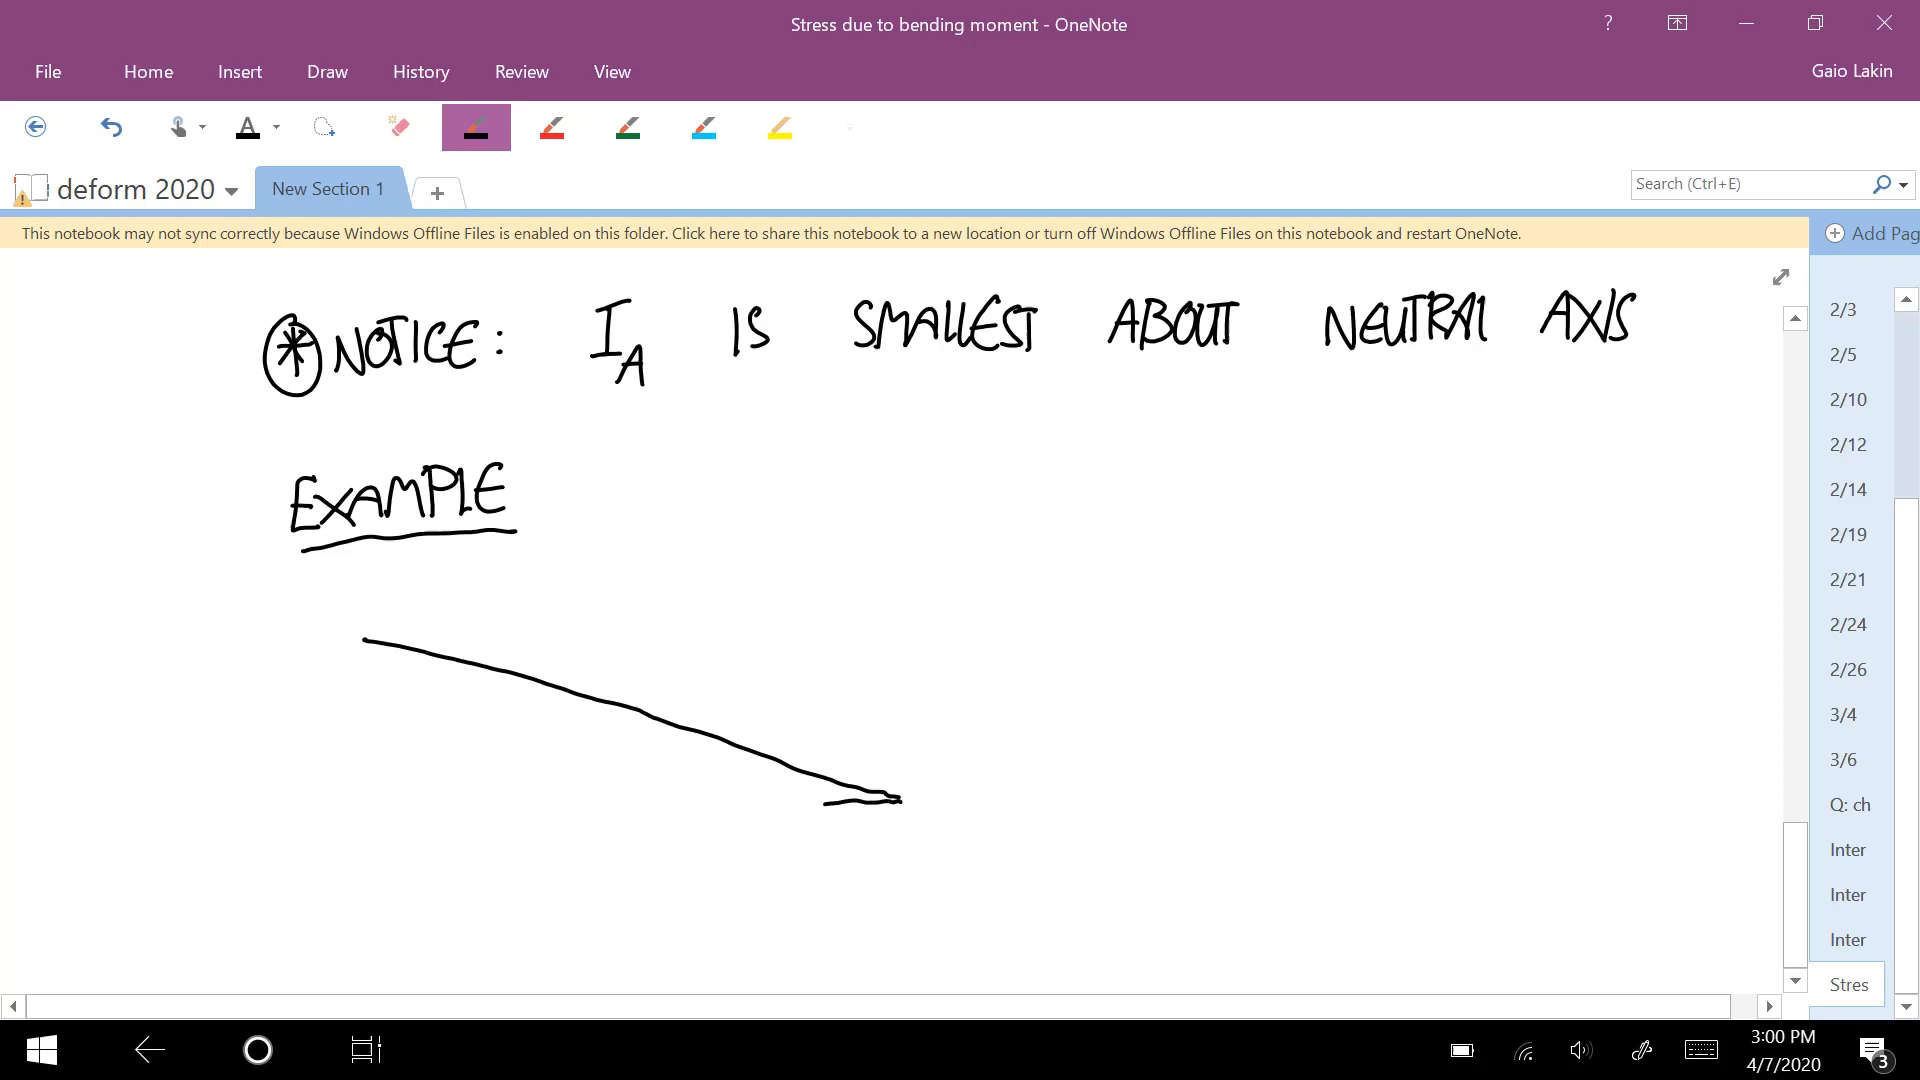 Stress due to bending moment - OneNote
?
File Home Insert Draw History Review View
Gaio Lakin
A
deform 2020
New Section 1
+
Search (Ctrl+E)
This notebook may not sync correctly because Windows Offline Files is enabled on this folder. Click here to share this notebook to a new location or turn off Windows Offline Files on this notebook and restart OneNote.
Add Pag
* NOTICE: I_A IS SMALLEST ABOUT NEUTRAL AXIS
EXAMPLE
2/3
2/5
2/10
2/12
2/14
2/19
2/21
2/24
2/26
3/4
3/6
Q: ch
Inter
Inter
Inter
Stres
3:00 PM
4/7/2020
3